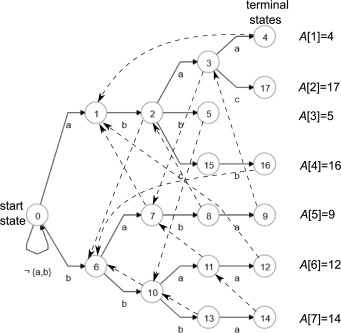 terminal
states
4
A[1]=4
a
3
a
c
17
A[2]=17
1
b
2
b
5
A[3]=5
a
c
15
b
16
A[4]=16
start
state
0
7
b
8
a
9
A[5]=9
a
¬ {a,b}
b
6
b
11
a
12
A[6]=12
a
10
b
13
a
14
A[7]=14